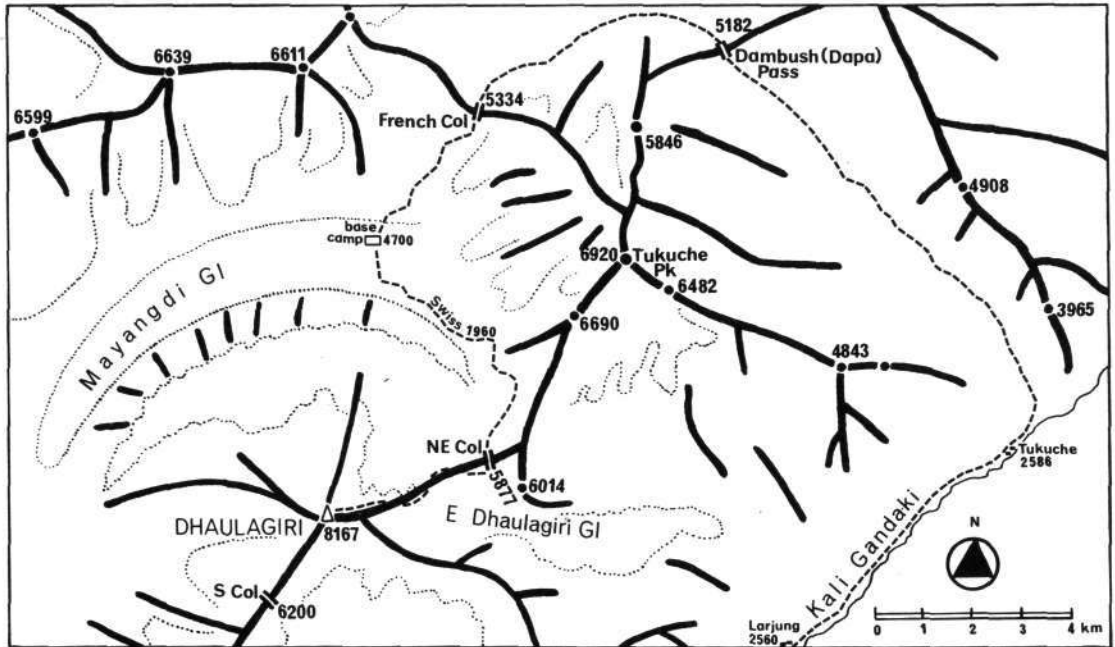 5182
Dambush (Dapa)
Pass
6639
6611
6599
French Col
5334
5846
4908
base
camp
4700
6920
Tukuche
Pk
6482
Mayangdi Gl
Swiss 1960
6690
3965
4843
NE Col
5877
6014
Tukuche
2586
DHAULAGIRI
8167
E Dhaulagiri Gl
S Col
6200
Kali Gandaki
N
Larjung
2560
0 1 2 3 4 km